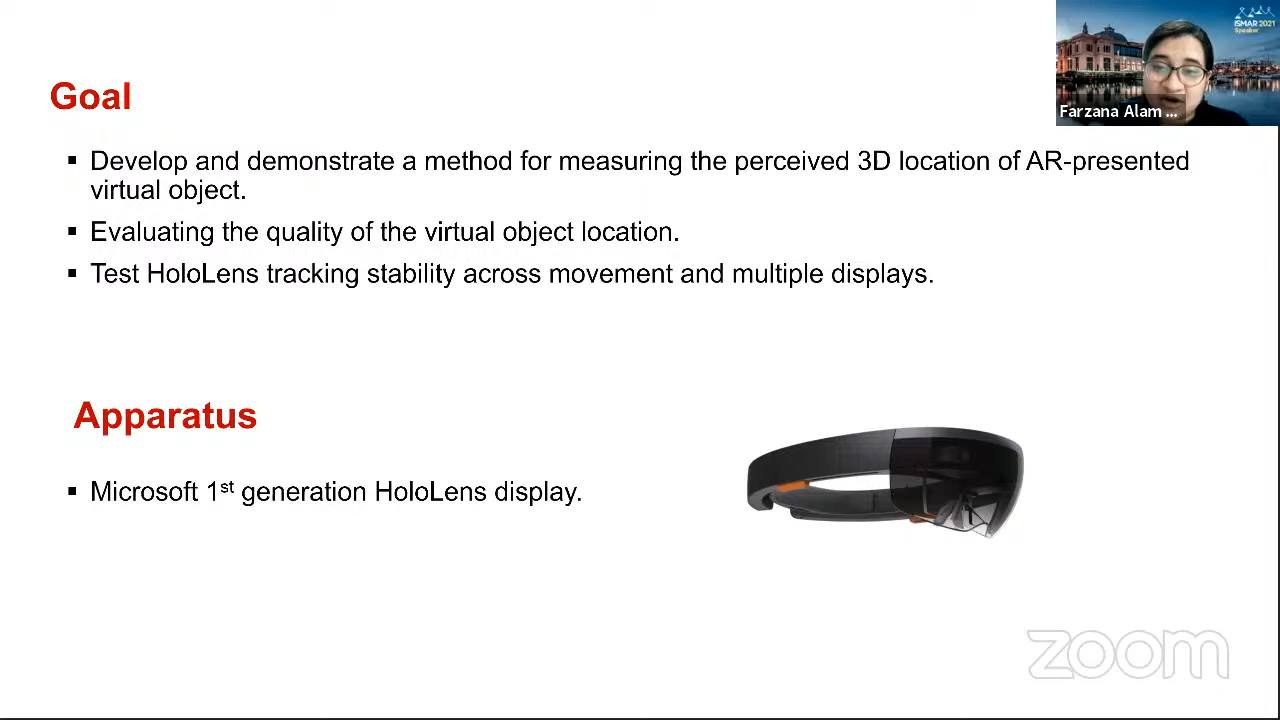 ISMAR 2021
Speaker
Farzana Alam ...
Goal
▪ Develop and demonstrate a method for measuring the perceived 3D location of AR-presented
virtual object.
▪ Evaluating the quality of the virtual object location.
▪ Test HoloLens tracking stability across movement and multiple displays.
Apparatus
▪ Microsoft 1st generation HoloLens display.
zoom